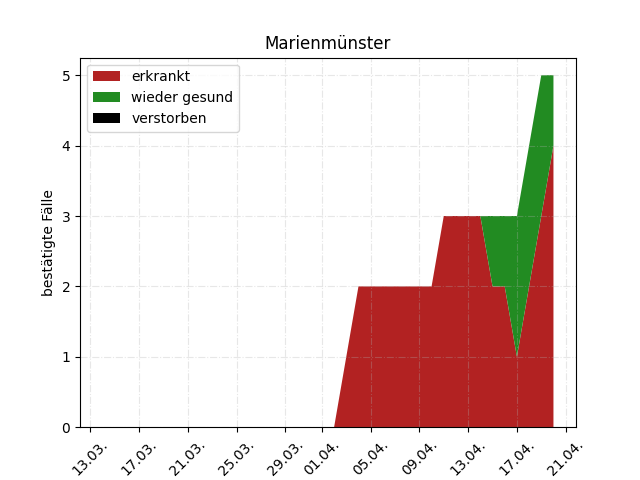 Marienmünster
erkrankt
wieder gesund
verstorben
bestätigte Fälle
5
4
3
2
1
0
13.03. 17.03. 21.03. 25.03. 29.03. 01.04. 05.04. 09.04. 13.04. 17.04. 21.04.